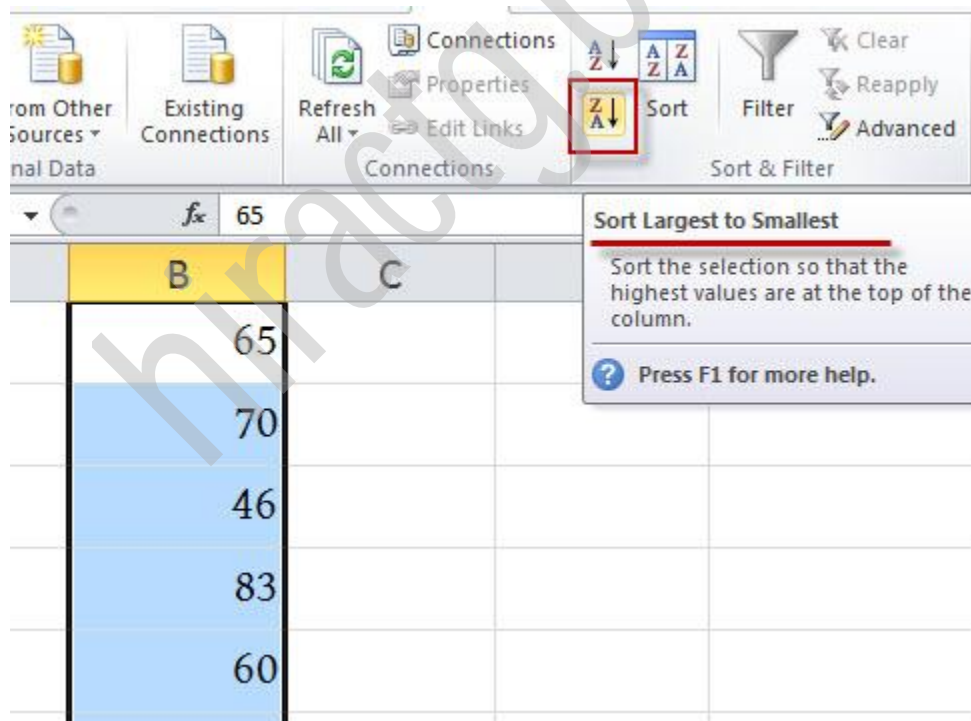 rom Other
Sources
Existing
Connections
Refresh
All
Connections
Properties
Edit Links
A
Z
Z
A
A Z
Z A
Sort
Filter
Clear
Reapply
Advanced
nal Data
Connections
Sort & Filter
fx 65
Sort Largest to Smallest
Sort the selection so that the
highest values are at the top of the
column.
? Press F1 for more help.
B C
65
70
46
83
60